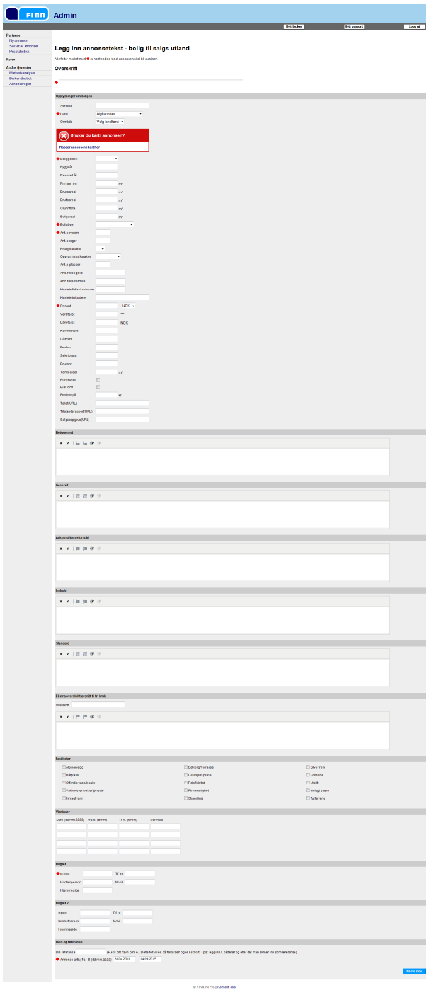 FINN Admin
Bytt bruker Bytt passord Logg ut
Partnere
Ny annonse
Søk etter annonser
Prisstatistikk
Reise
Andre tjenester
Markedsanalyser
Brukerhåndbok
Annonseregler
Legg inn annonsetekst - bolig til salgs utland
Alle felter merket med er nødvendige for at annonsen skal bli publisert.
Overskrift
Opplysninger om boligen
Adresse
Land Afghanistan
Område Velg land først
Ønsker du kart i annonsen?
Plasser annonsen i kart her
Beliggenhet
Byggeår
Renovert år
Primær rom m²
Bruksareal m²
Bruttoareal m²
Grunnflate m²
Boligareal m²
Boligtype
Ant. soverom
Ant. senger
Energikarakter
Oppvarmingskarakter
Ant. p-plasser
And. fellesgjeld
And. fellesformue
Husleie/felleskostnader
Husleie inkluderer
Prisant. NOK
Verditakst ***
Lånetakst NOK
Kommunenr.
Gårdsnr.
Festenr.
Seksjonsnr.
Bruksnr.
Tomteareal m²
Punktfeste
Eiet tomt
Festeavgift kr
Takst(URL)
Tilstandsrapport(URL)
Salgsoppgave(URL)
Beliggenhet
B I
Generelt
B I
Adkomst/tomteforhold
B I
Innhold
B I
Standard
B I
Ekstra overskrift avsnitt til fri bruk
Overskrift
B I
Fasiliteter
Alpinanlegg Balkong/Terrasse Bilvei frem
Båtplass Garasje/P-plass Golfbane
Offentlig vann/kloakk Peis/Ildsted Utsikt
Vaktmester-/vektertjeneste Fiskemulighet Innlagt strøm
Innlagt vann Strandlinje Turterreng
Visninger
Dato (dd.mm.åååå) Fra kl. (tt:mm) Til kl. (tt:mm) Merknad
Megler
e-post Tlf. nr.
Kontaktperson Mobil
Hjemmeside
Megler 2
e-post Tlf. nr.
Kontaktperson Mobil
Hjemmeside
Dato og referanse
Din referanse (F.eks ditt navn, oinr e.l. Dette felt vises på fakturaen og er søkbart. Tips: legg inn X både før og etter det man skriver inn som referanse)
Annonse aktiv, fra - til (dd.mm.åååå) 28.04.2011 - 14.09.2015
Neste side
© FINN.no AS | Kontakt oss